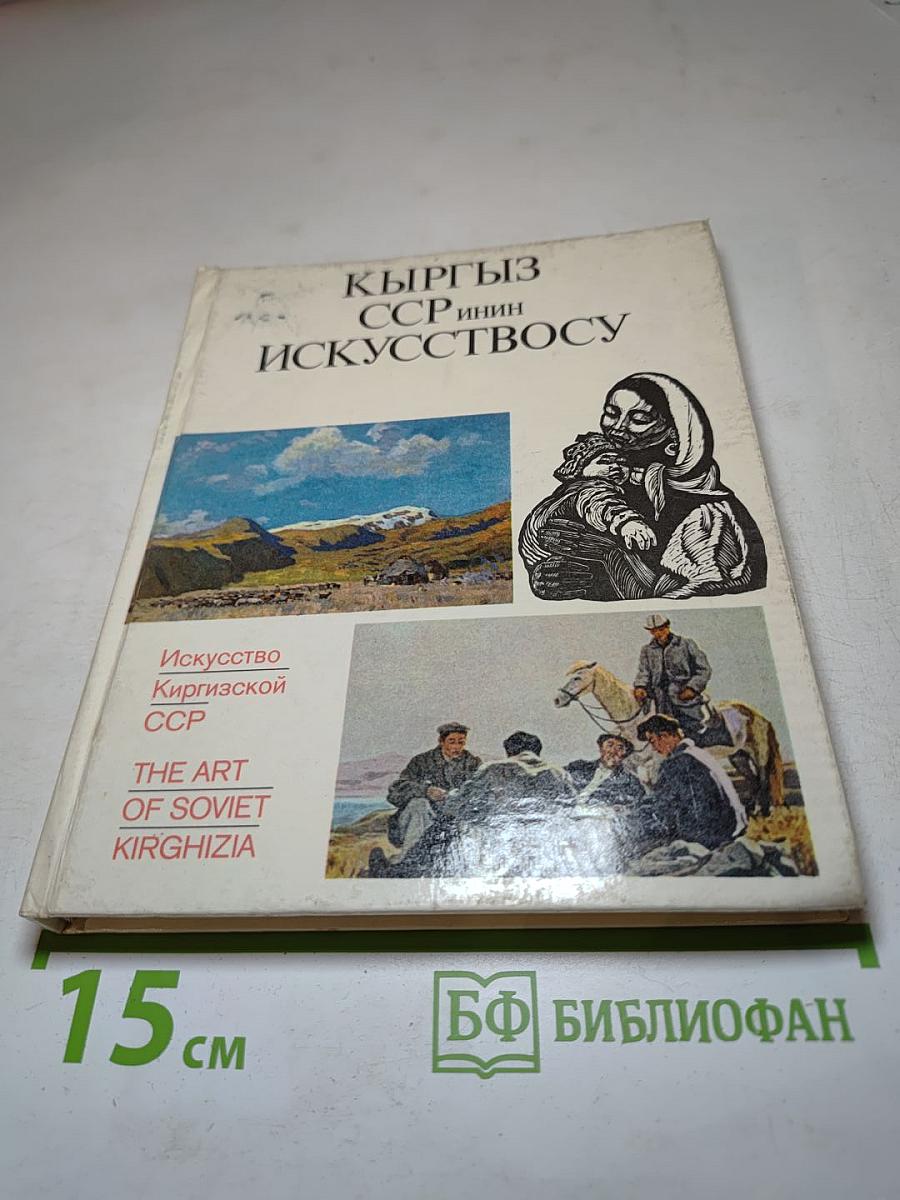 КЫРГЫЗ
ССРИНИН
ИСКУССТВОСУ
Искусство
Киргизской
ССР
THE ART
OF SOVIET
KIRGHIZIA
15 см
БФ БИБЛИОФАН